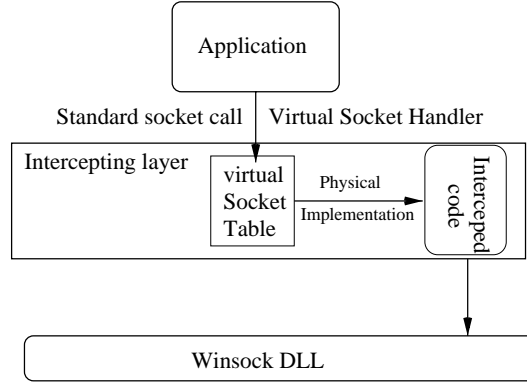 Application
Standard socket call
Virtual Socket Handler
Intercepting layer
virtual
Socket
Table
Physical
Implementation
Interceped
code
Winsock DLL